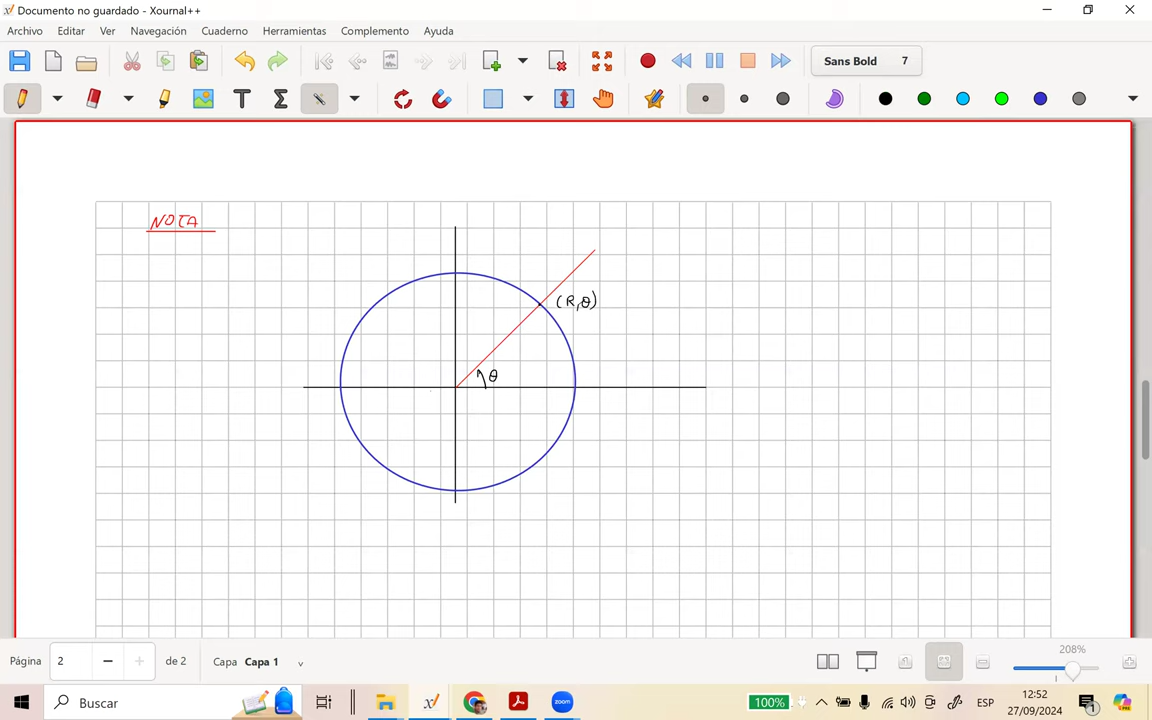 Documento no guardado - Xournal++
Archivo Editar Ver Navegación Cuaderno Herramientas Complemento Ayuda
Sans Bold 7
NOTA
(R,θ)
θ
Página 2 de 2 Capa Capa 1
208%
Buscar
100%
ESP
12:52
27/09/2024
1